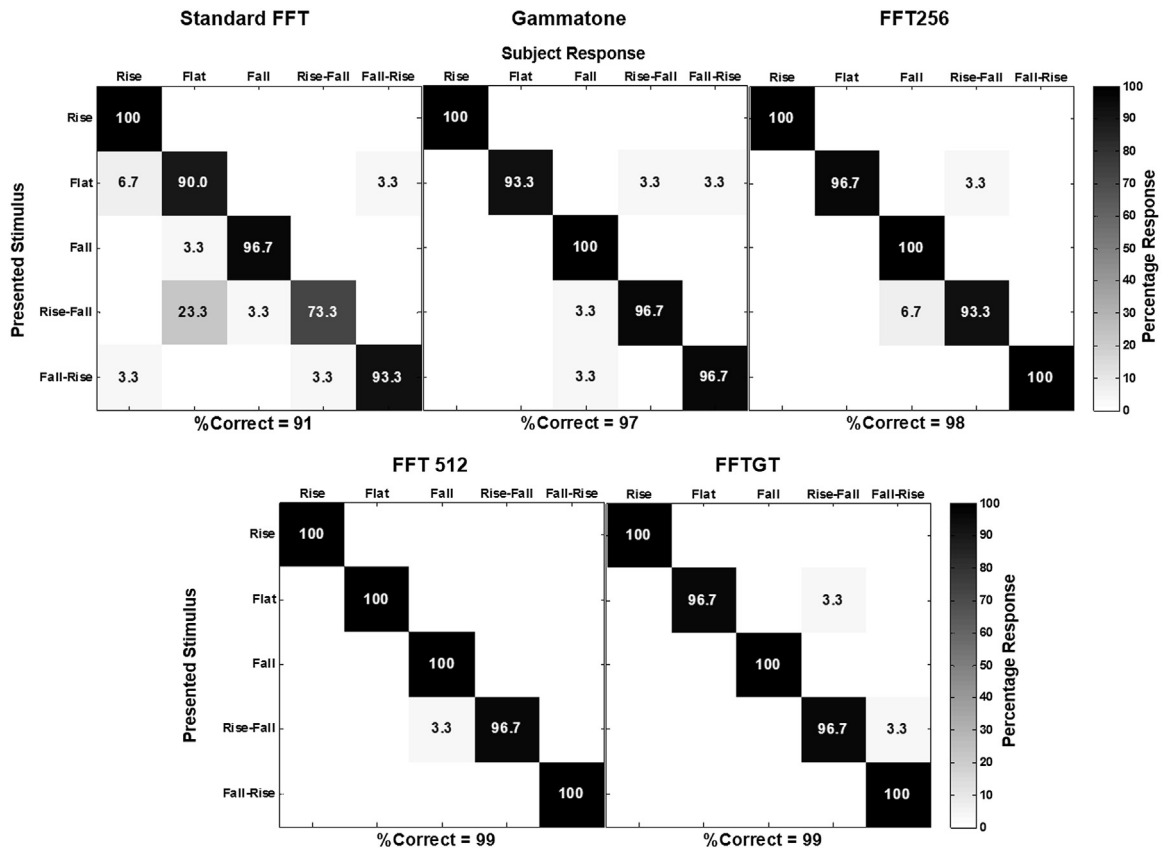 Standard FFT Gammatone FFT256
Subject Response
Rise Flat Fall Rise-Fall Fall-Rise Rise Flat Fall Rise-Fall Fall-Rise Rise Flat Fall Rise-Fall Fall-Rise
Presented Stimulus
Rise 100 100 100
Flat 6.7 90.0 3.3 93.3 3.3 3.3 96.7 3.3
Fall 3.3 96.7 100 100
Rise-Fall 23.3 3.3 73.3 3.3 96.7 6.7 93.3
Fall-Rise 3.3 3.3 93.3 3.3 96.7 100
%Correct = 91 %Correct = 97 %Correct = 98
100
90
80
70
60
50
40
30
20
10
0
Percentage Response
FFT 512 FFTGT
Rise Flat Fall Rise-Fall Fall-Rise Rise Flat Fall Rise-Fall Fall-Rise
Presented Stimulus
Rise 100 100
Flat 100 96.7 3.3
Fall 100 100
Rise-Fall 3.3 96.7 96.7 3.3
Fall-Rise 100 100
%Correct = 99 %Correct = 99
100
90
80
70
60
50
40
30
20
10
0
Percentage Response